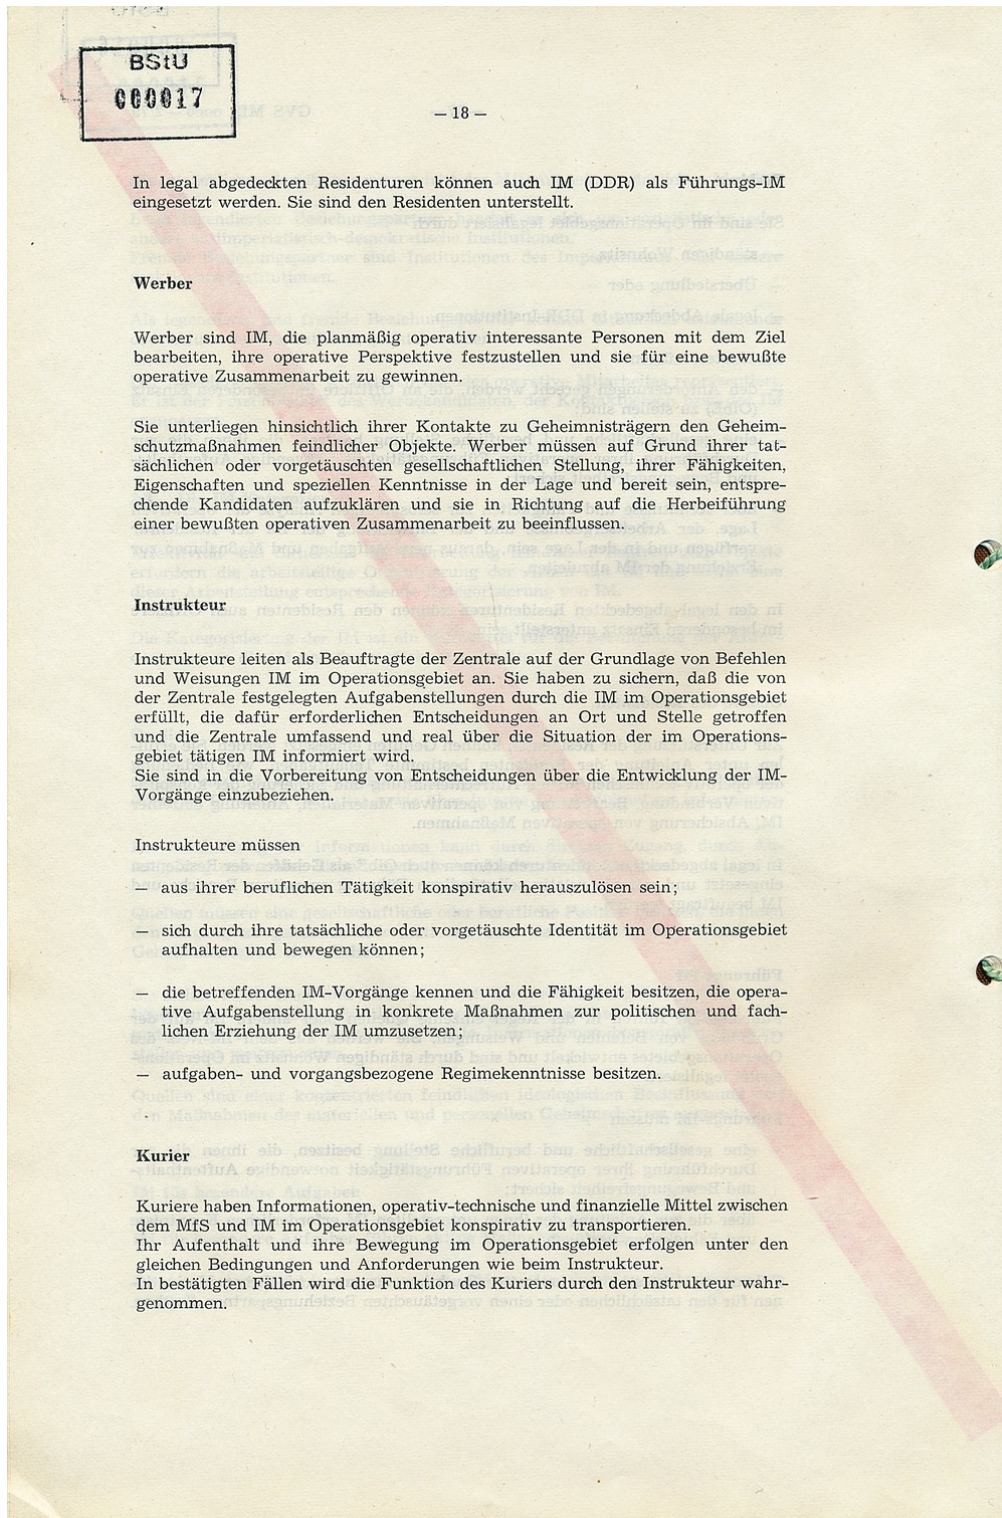 BStU
000017
— 18 —
In legal abgedeckten Residenturen können auch IM (DDR) als Führungs-IM
eingesetzt werden. Sie sind den Residenten unterstellt.
Werber
Werber sind IM, die planmäßig operativ interessante Personen mit dem Ziel
bearbeiten, ihre operative Perspektive festzustellen und sie für eine bewußte
operative Zusammenarbeit zu gewinnen.
Sie unterliegen hinsichtlich ihrer Kontakte zu Geheimnisträgern den Geheim-
schutzmaßnahmen feindlicher Objekte. Werber müssen auf Grund ihrer tat-
sächlichen oder vorgetäuschten gesellschaftlichen Stellung, ihrer Fähigkeiten,
Eigenschaften und speziellen Kenntnisse in der Lage und bereit sein, entspre-
chende Kandidaten aufzuklären und sie in Richtung auf die Herbeiführung
einer bewußten operativen Zusammenarbeit zu beeinflussen.
Instrukteur
Instrukteure leiten als Beauftragte der Zentrale auf der Grundlage von Befehlen
und Weisungen IM im Operationsgebiet an. Sie haben zu sichern, daß die von
der Zentrale festgelegten Aufgabenstellungen durch die IM im Operationsgebiet
erfüllt, die dafür erforderlichen Entscheidungen an Ort und Stelle getroffen
und die Zentrale umfassend und real über die Situation der im Operations-
gebiet tätigen IM informiert wird.
Sie sind in die Vorbereitung von Entscheidungen über die Entwicklung der IM-
Vorgänge einzubeziehen.
Instrukteure müssen
— aus ihrer beruflichen Tätigkeit konspirativ herauszulösen sein;
— sich durch ihre tatsächliche oder vorgetäuschte Identität im Operationsgebiet
aufhalten und bewegen können;
— die betreffenden IM-Vorgänge kennen und die Fähigkeit besitzen, die opera-
tive Aufgabenstellung in konkrete Maßnahmen zur politischen und fach-
lichen Erziehung der IM umzusetzen;
— aufgaben- und vorgangsbezogene Regimekenntnisse besitzen.
Kurier
Kuriere haben Informationen, operativ-technische und finanzielle Mittel zwischen
dem MfS und IM im Operationsgebiet konspirativ zu transportieren.
Ihr Aufenthalt und ihre Bewegung im Operationsgebiet erfolgen unter den
gleichen Bedingungen und Anforderungen wie beim Instrukteur.
In bestätigten Fällen wird die Funktion des Kuriers durch den Instrukteur wahr-
genommen.